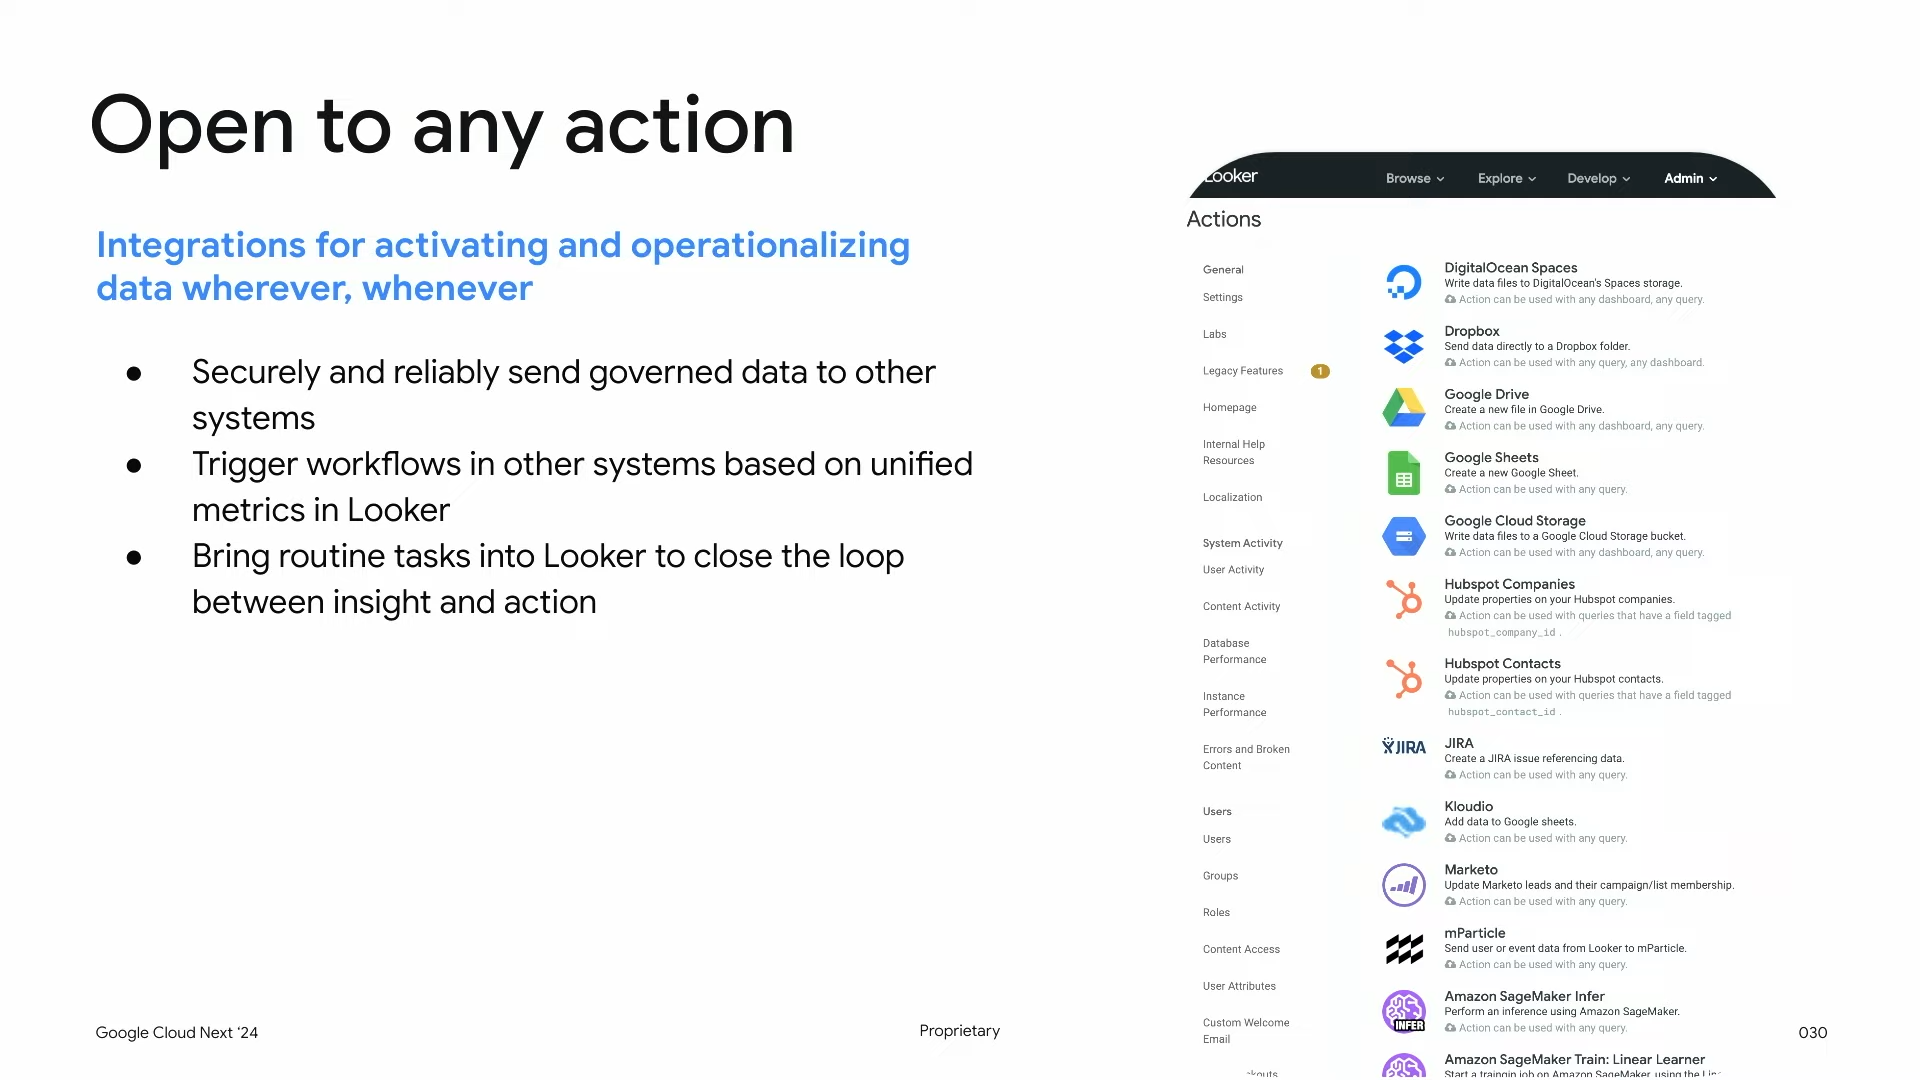 Open to any action
Integrations for activating and operationalizing
data wherever, whenever
● Securely and reliably send governed data to other
systems
● Trigger workflows in other systems based on unified
metrics in Looker
● Bring routine tasks into Looker to close the loop
between insight and action
Looker
Browse
Explore
Develop
Admin
Actions
General
Settings
Labs
Legacy Features 1
Homepage
Internal Help
Resources
Localization
System Activity
User Activity
Content Activity
Database
Performance
Instance
Performance
Errors and Broken
Content
Users
Users
Groups
Roles
Content Access
User Attributes
Custom Welcome
Email
DigitalOcean Spaces
Write data files to DigitalOcean's Spaces storage.
Action can be used with any dashboard, any query.
Dropbox
Send data directly to a Dropbox folder.
Action can be used with any query, any dashboard.
Google Drive
Create a new file in Google Drive.
Action can be used with any dashboard, any query.
Google Sheets
Create a new Google Sheet.
Action can be used with any query.
Google Cloud Storage
Write data files to a Google Cloud Storage bucket.
Action can be used with any dashboard, any query.
Hubspot Companies
Update properties on your Hubspot companies.
Action can be used with queries that have a field tagged
hubspot_company_id .
Hubspot Contacts
Update properties on your Hubspot contacts.
Action can be used with queries that have a field tagged
hubspot_contact_id .
JIRA
JIRA
Create a JIRA issue referencing data.
Action can be used with any query.
Kloudio
Add data to Google sheets.
Action can be used with any query.
Marketo
Update Marketo leads and their campaign/list membership.
Action can be used with any query.
mParticle
Send user or event data from Looker to mParticle.
Action can be used with any query.
INFER
Amazon SageMaker Infer
Perform an inference using Amazon SageMaker.
Action can be used with any query.
Amazon SageMaker Train: Linear Learner
Start a traingin job on Amazon SageMaker, using the
Google Cloud Next ‘24
Proprietary
030